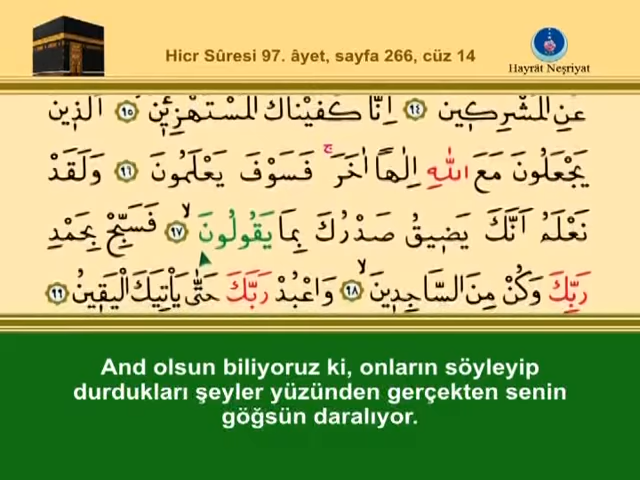 Hicr Sûresi 97. âyet, sayfa 266, cüz 14
Hayrât Neşriyat
عَنِ الْمُشْرِكِينَ ﴿٩٤﴾ اِنَّا كَفَيْنَاكَ الْمُسْتَهْزِءِينَ ﴿٩٥﴾ اَلَّذِينَ
يَجْعَلُونَ مَعَ اللّٰهِ اِلٰهًا اٰخَرَ ۚ فَسَوْفَ يَعْلَمُونَ ﴿٩٦﴾ وَلَقَدْ
نَعْلَمُ اَنَّكَ يَضِيقُ صَدْرُكَ بِمَا يَقُولُونَ ۙ ﴿٩٧﴾ فَسَبِّحْ بِحَمْدِ
رَبِّكَ وَكُنْ مِنَ السَّاجِدِينَ ۙ ﴿٩٨﴾ وَاعْبُدْ رَبَّكَ حَتّٰى يَأْتِيَكَ الْيَقِينُ ﴿٩٩﴾
And olsun biliyoruz ki, onların söyleyip
durdukları şeyler yüzünden gerçekten senin
göğsün daralıyor.